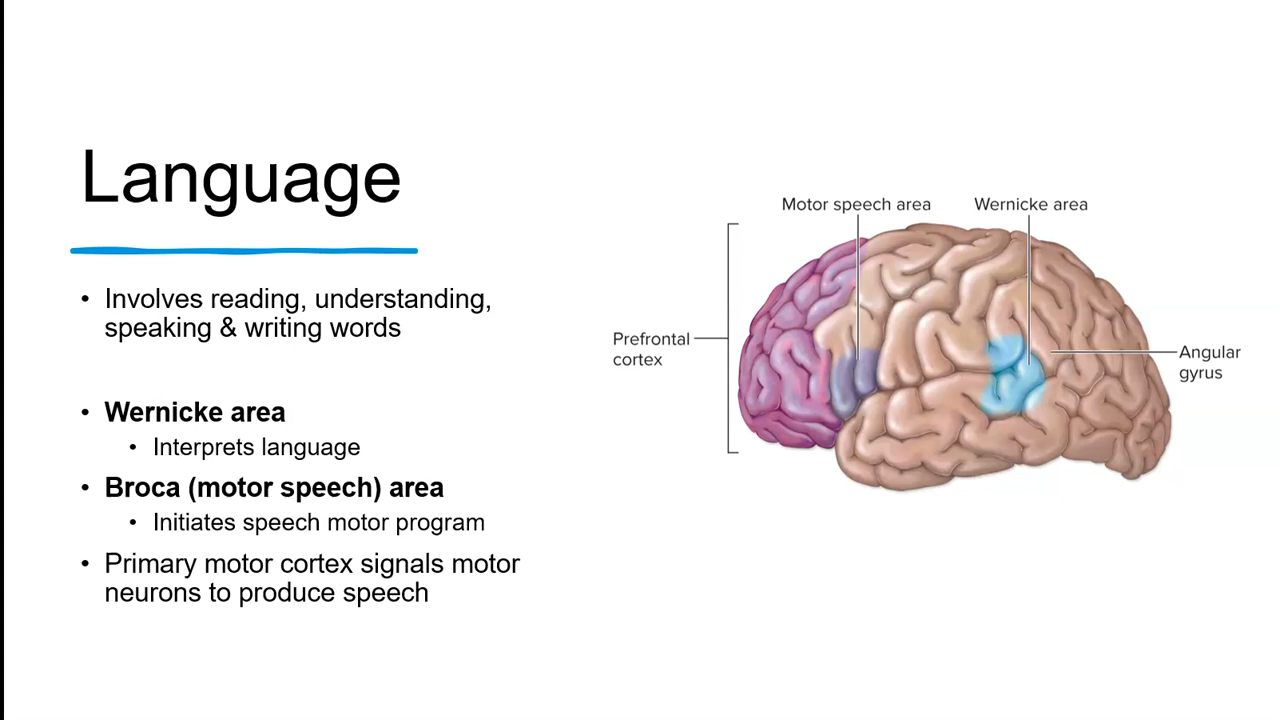 Language
• Involves reading, understanding,
speaking & writing words
• Wernicke area
• Interprets language
• Broca (motor speech) area
• Initiates speech motor program
• Primary motor cortex signals motor
neurons to produce speech
Motor speech area
Wernicke area
Prefrontal
cortex
Angular
gyrus